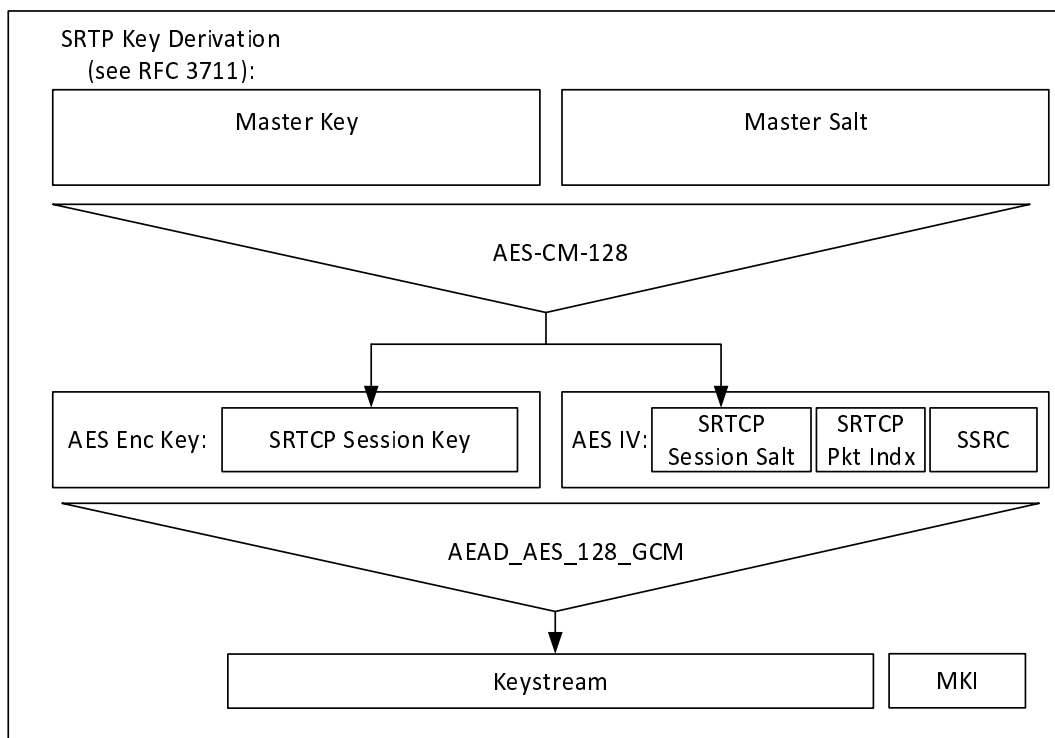 SRTP Key Derivation
(see RFC 3711):
Master Key
Master Salt
AES-CM-128
AES Enc Key:
SRTCP Session Key
AES IV:
SRTCP
Session Salt
SRTCP
Pkt Indx
SSRC
AEAD_AES_128_GCM
Keystream
MKI